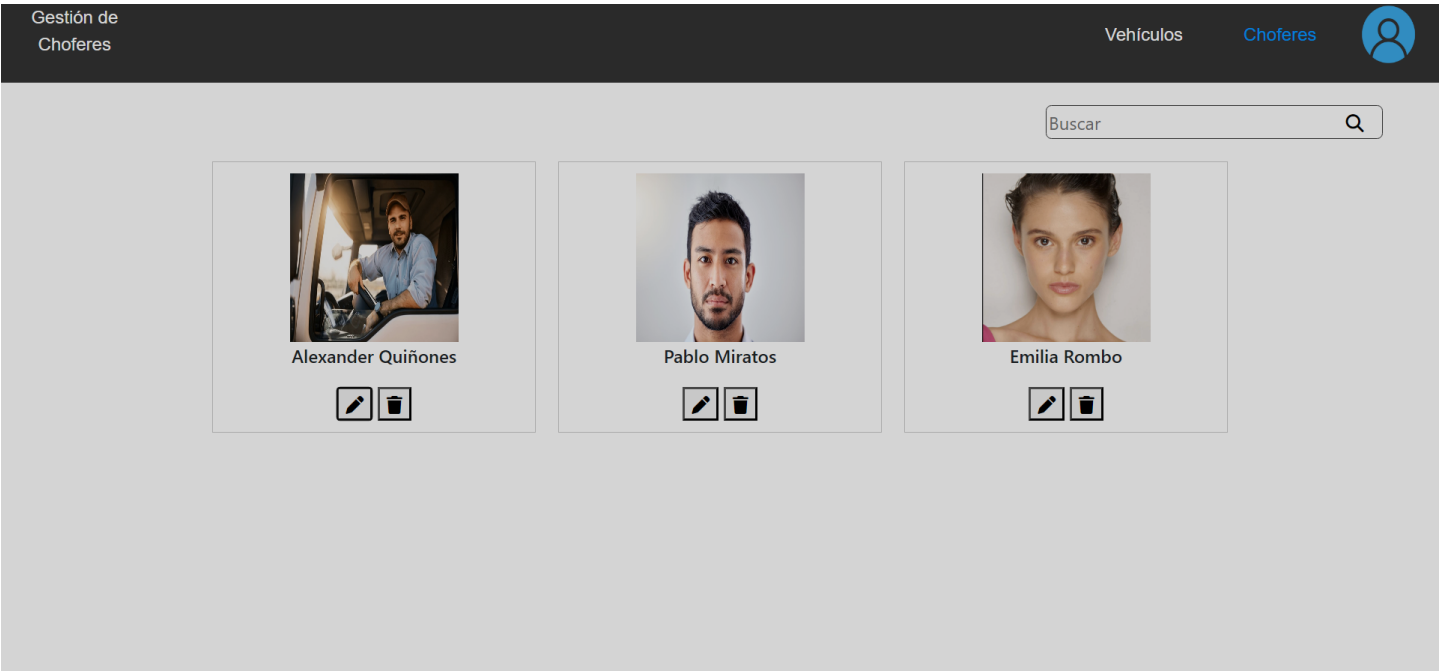 Gestión de
Choferes
Vehículos
Choferes
Buscar
Alexander Quiñones
Pablo Miratos
Emilia Rombo